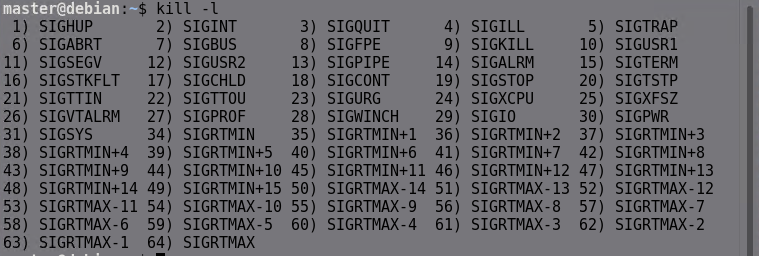 master@debian:~$ kill -l
 1) SIGHUP       2) SIGINT       3) SIGQUIT      4) SIGILL       5) SIGTRAP
 6) SIGABRT      7) SIGBUS       8) SIGFPE       9) SIGKILL     10) SIGUSR1
11) SIGSEGV     12) SIGUSR2     13) SIGPIPE     14) SIGALRM     15) SIGTERM
16) SIGSTKFLT   17) SIGCHLD     18) SIGCONT     19) SIGSTOP     20) SIGTSTP
21) SIGTTIN     22) SIGTTOU     23) SIGURG      24) SIGXCPU     25) SIGXFSZ
26) SIGVTALRM   27) SIGPROF     28) SIGWINCH    29) SIGIO       30) SIGPWR
31) SIGSYS      34) SIGRTMIN    35) SIGRTMIN+1  36) SIGRTMIN+2  37) SIGRTMIN+3
38) SIGRTMIN+4  39) SIGRTMIN+5  40) SIGRTMIN+6  41) SIGRTMIN+7  42) SIGRTMIN+8
43) SIGRTMIN+9  44) SIGRTMIN+10 45) SIGRTMIN+11 46) SIGRTMIN+12 47) SIGRTMIN+13
48) SIGRTMIN+14 49) SIGRTMIN+15 50) SIGRTMAX-14 51) SIGRTMAX-13 52) SIGRTMAX-12
53) SIGRTMAX-11 54) SIGRTMAX-10 55) SIGRTMAX-9  56) SIGRTMAX-8  57) SIGRTMAX-7
58) SIGRTMAX-6  59) SIGRTMAX-5  60) SIGRTMAX-4  61) SIGRTMAX-3  62) SIGRTMAX-2
63) SIGRTMAX-1  64) SIGRTMAX